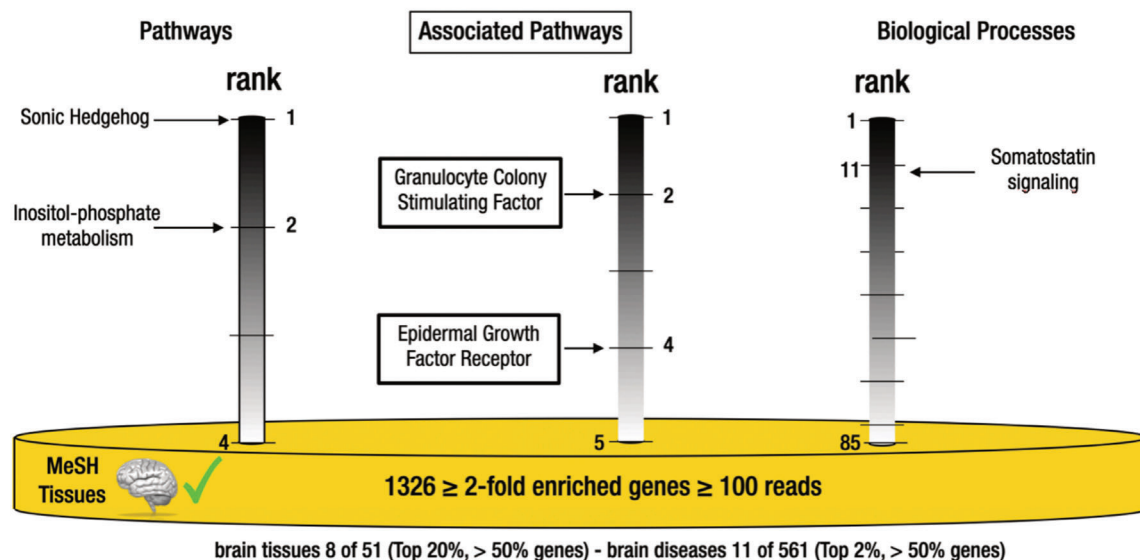 Pathways
Associated Pathways
Biological Processes
rank
rank
rank
Sonic Hedgehog
1
Inositol-phosphate
metabolism
2
4
1
Granulocyte Colony
Stimulating Factor
2
Epidermal Growth
Factor Receptor
4
5
1
11
Somatostatin
signaling
85
MeSH
Tissues
1326 ≥ 2-fold enriched genes ≥ 100 reads
brain tissues 8 of 51 (Top 20%, > 50% genes) - brain diseases 11 of 561 (Top 2%, > 50% genes)